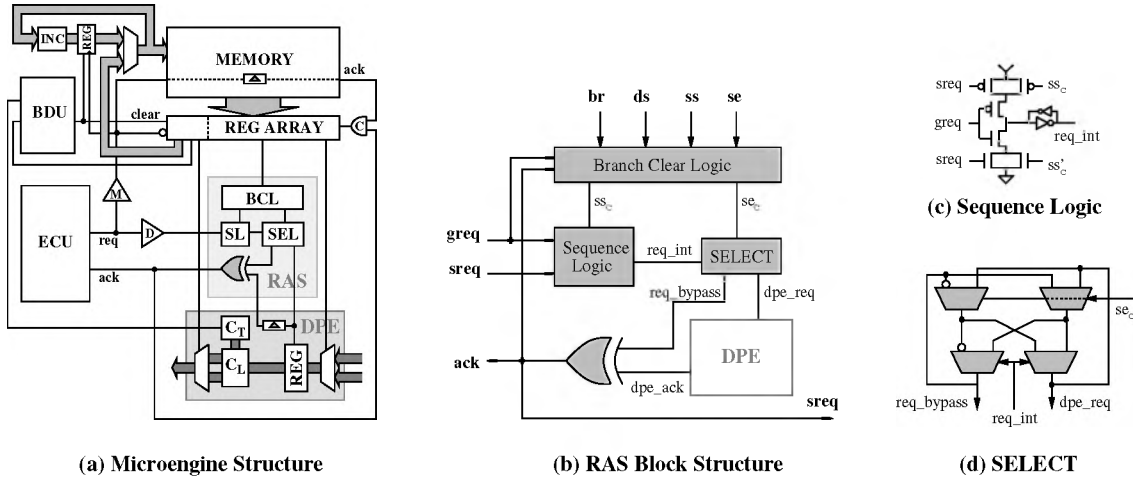 INC
REG
MEMORY
ack
BDU
clear
REG ARRAY
C
M
BCL
ECU
req
D
SL
SEL
ack
RAS
DPE
C_T
C_L
REG
(a) Microengine Structure
br ds ss se
Branch Clear Logic
ss_C
se_C
greq
sreq
Sequence
Logic
req_int
SELECT
req_bypass
dpe_req
DPE
ack
dpe_ack
sreq
(b) RAS Block Structure
sreq
ss_C
greq
req_int
sreq
ss'_C
(c) Sequence Logic
se_C
req_bypass
req_int
dpe_req
(d) SELECT